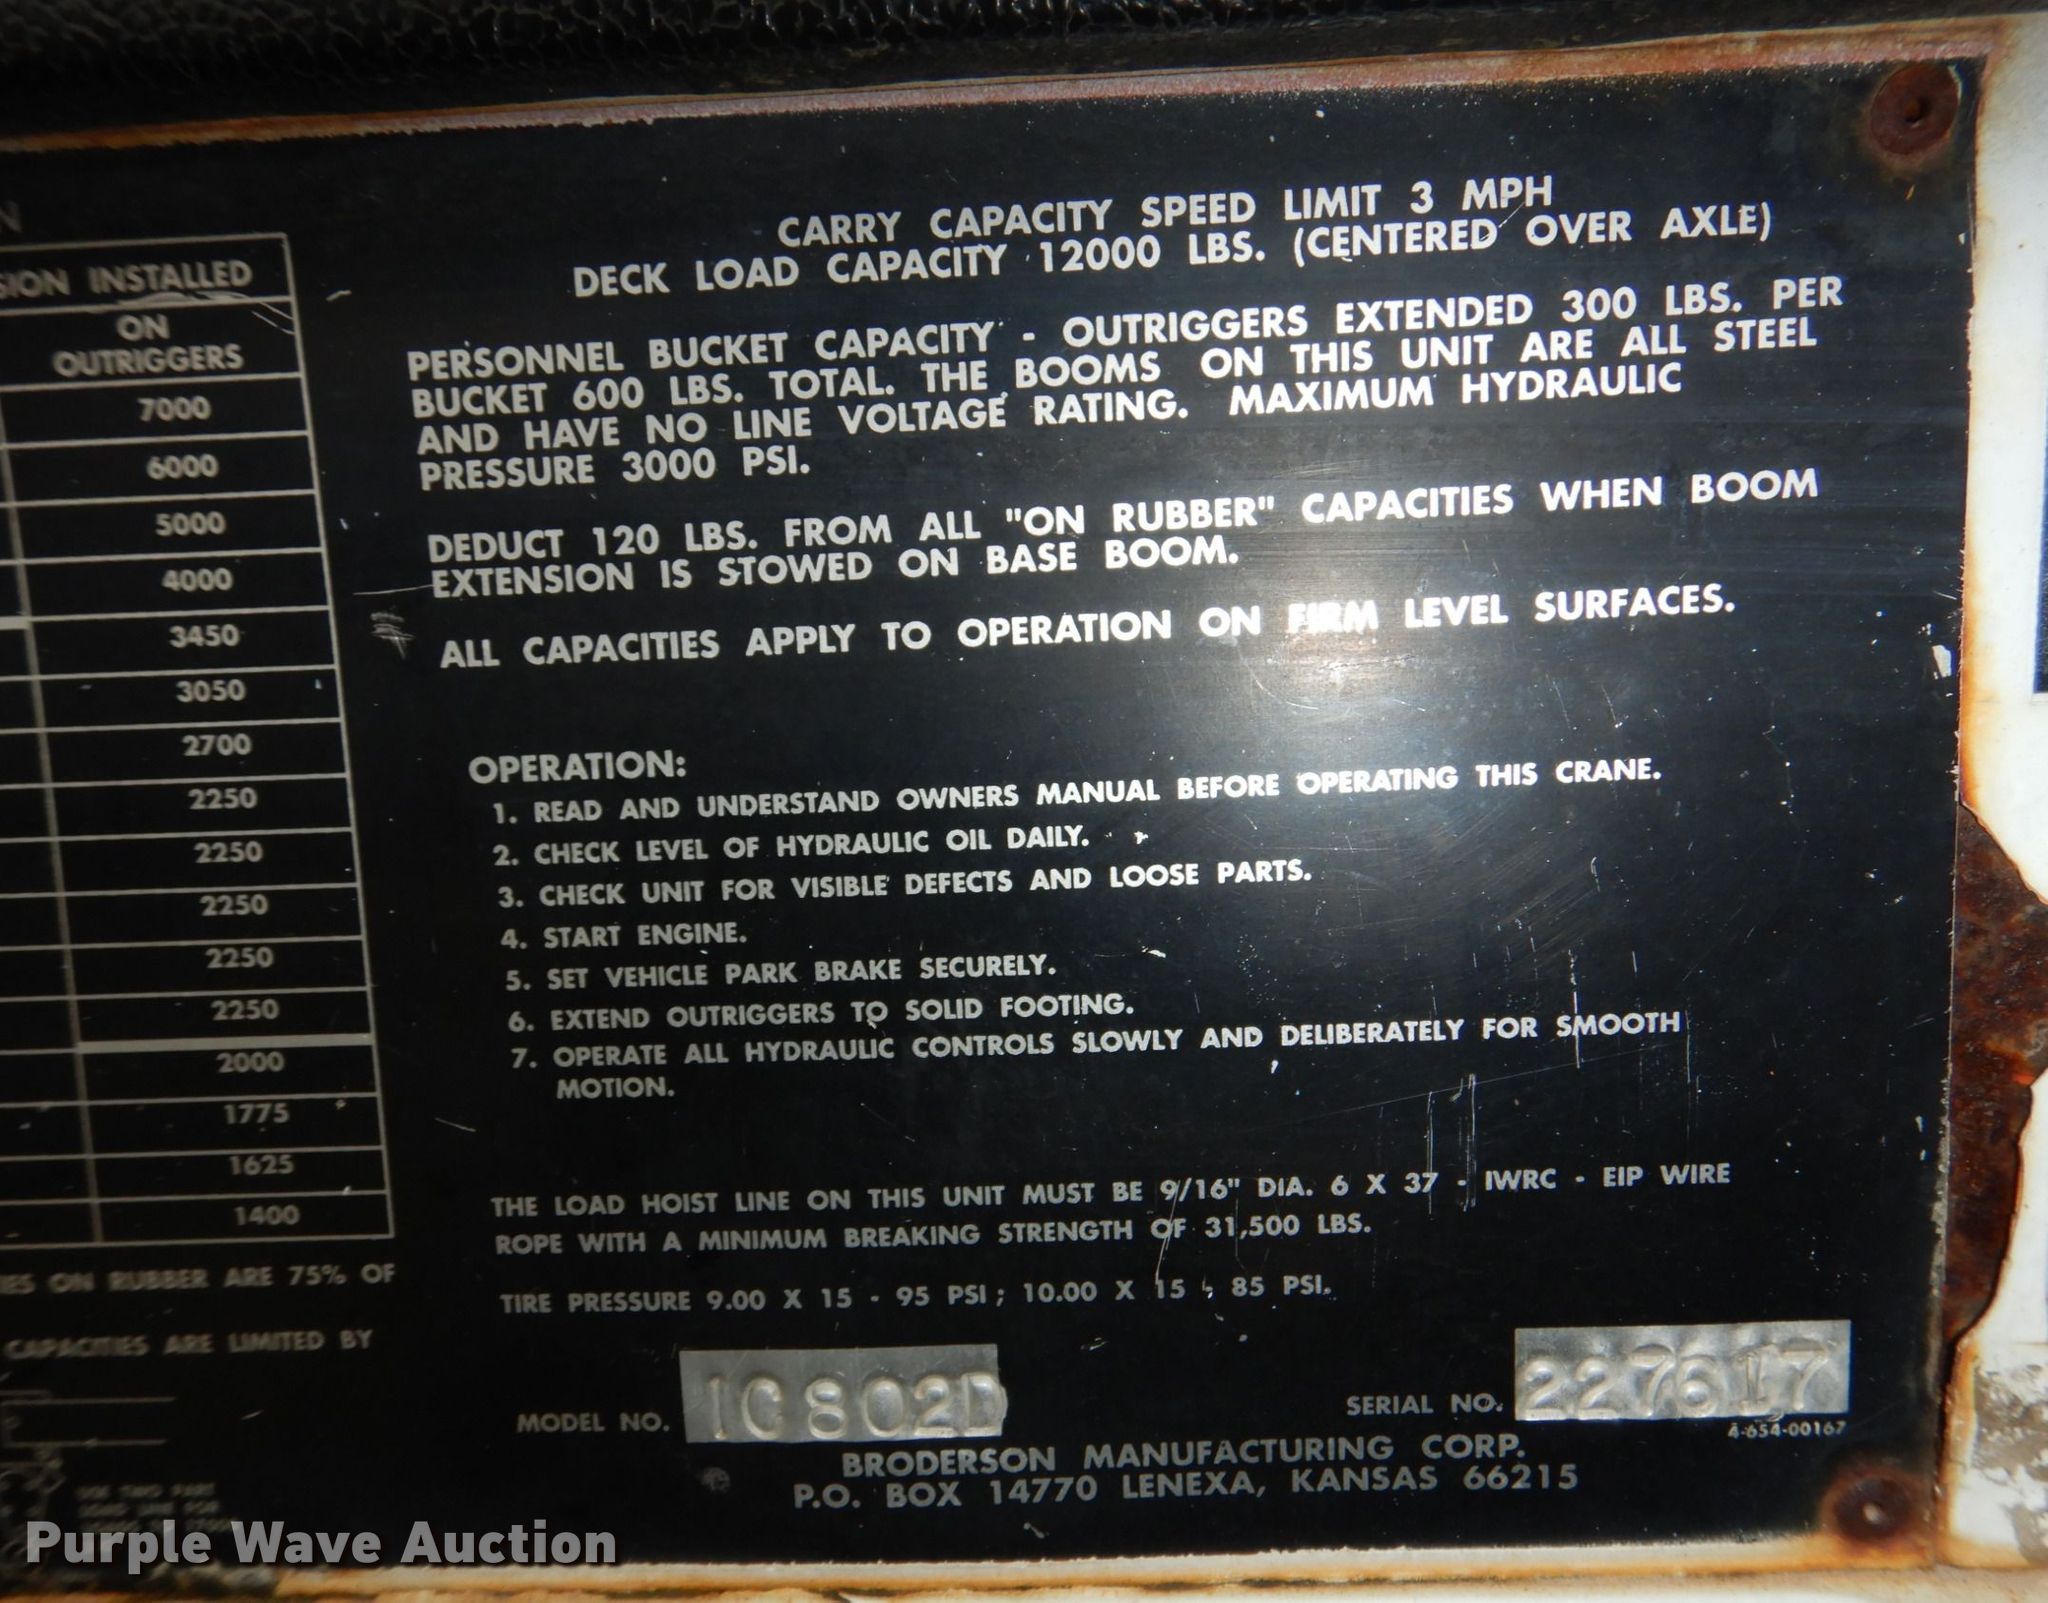 SION INSTALLED
ON
OUTRIGGERS
7000
6000
5000
4000
3450
3050
2700
2250
2250
2250
2250
2250
2000
1775
1625
1400
ON RUBBER ARE 75% OF
CAPACITIES ARE LIMITED BY
USE TWO PART
LOAD LINE FOR
CARRY CAPACITY SPEED LIMIT 3 MPH
DECK LOAD CAPACITY 12000 LBS. (CENTERED OVER AXLE)
PERSONNEL BUCKET CAPACITY - OUTRIGGERS EXTENDED 300 LBS. PER
BUCKET 600 LBS. TOTAL. THE BOOMS ON THIS UNIT ARE ALL STEEL
AND HAVE NO LINE VOLTAGE RATING. MAXIMUM HYDRAULIC
PRESSURE 3000 PSI.
DEDUCT 120 LBS. FROM ALL "ON RUBBER" CAPACITIES WHEN BOOM
EXTENSION IS STOWED ON BASE BOOM.
ALL CAPACITIES APPLY TO OPERATION ON FIRM LEVEL SURFACES.
OPERATION:
1. READ AND UNDERSTAND OWNERS MANUAL BEFORE OPERATING THIS CRANE.
2. CHECK LEVEL OF HYDRAULIC OIL DAILY.
3. CHECK UNIT FOR VISIBLE DEFECTS AND LOOSE PARTS.
4. START ENGINE.
5. SET VEHICLE PARK BRAKE SECURELY.
6. EXTEND OUTRIGGERS TO SOLID FOOTING.
7. OPERATE ALL HYDRAULIC CONTROLS SLOWLY AND DELIBERATELY FOR SMOOTH
MOTION.
THE LOAD HOIST LINE ON THIS UNIT MUST BE 9/16" DIA. 6 X 37 - IWRC - EIP WIRE
ROPE WITH A MINIMUM BREAKING STRENGTH OF 31,500 LBS.
TIRE PRESSURE 9.00 X 15 - 95 PSI; 10.00 X 15 - 85 PSI.
MODEL NO. IC802D
SERIAL NO. 227617
4-654-00167
BRODERSON MANUFACTURING CORP.
P.O. BOX 14770 LENEXA, KANSAS 66215
Purple Wave Auction